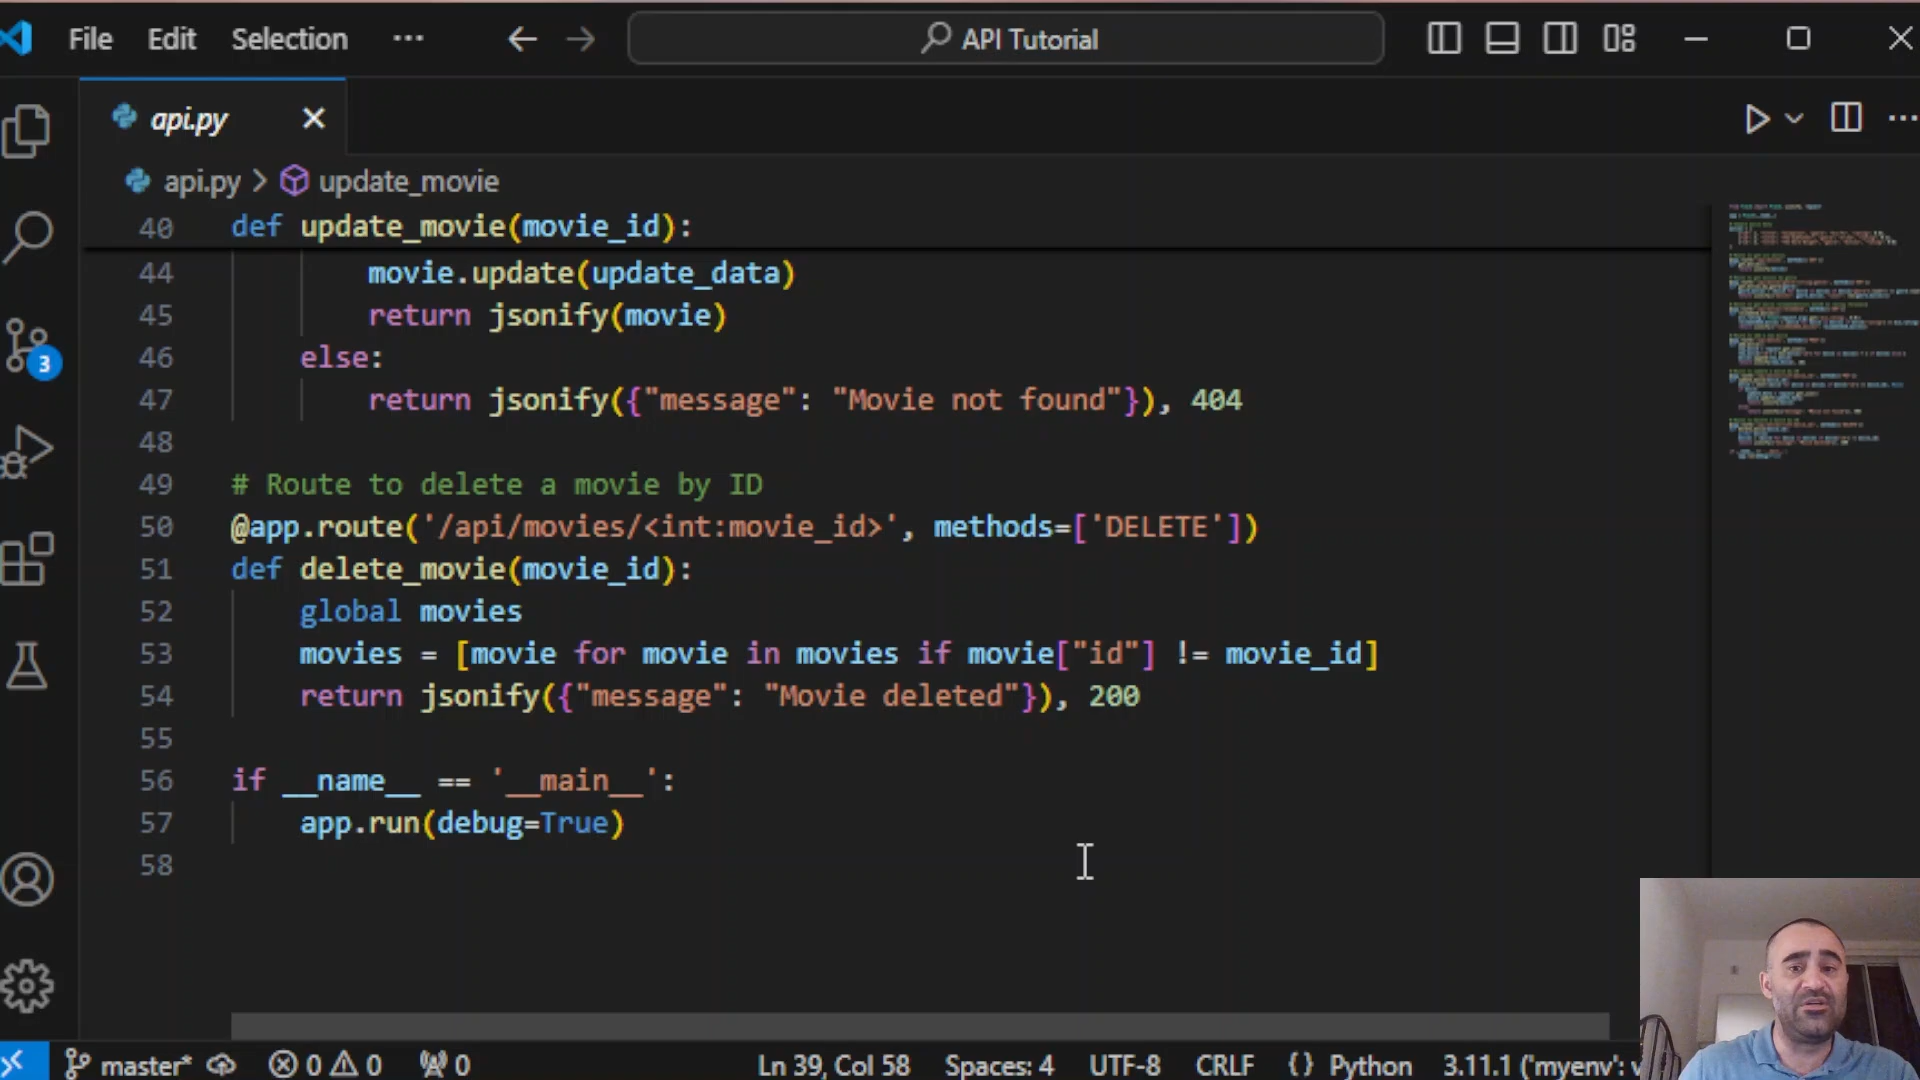 File Edit Selection ··· API Tutorial
api.py
api.py > update_movie
40 def update_movie(movie_id):
44 movie.update(update_data)
45 return jsonify(movie)
46 else:
47 return jsonify({"message": "Movie not found"}), 404
48
49 # Route to delete a movie by ID
50 @app.route('/api/movies/<int:movie_id>', methods=['DELETE'])
51 def delete_movie(movie_id):
52 global movies
53 movies = [movie for movie in movies if movie["id"] != movie_id]
54 return jsonify({"message": "Movie deleted"}), 200
55
56 if __name__ == '__main__':
57 app.run(debug=True)
58
3
master* 0 0 0 Ln 39, Col 58 Spaces: 4 UTF-8 CRLF {} Python 3.11.1 ('myenv': v